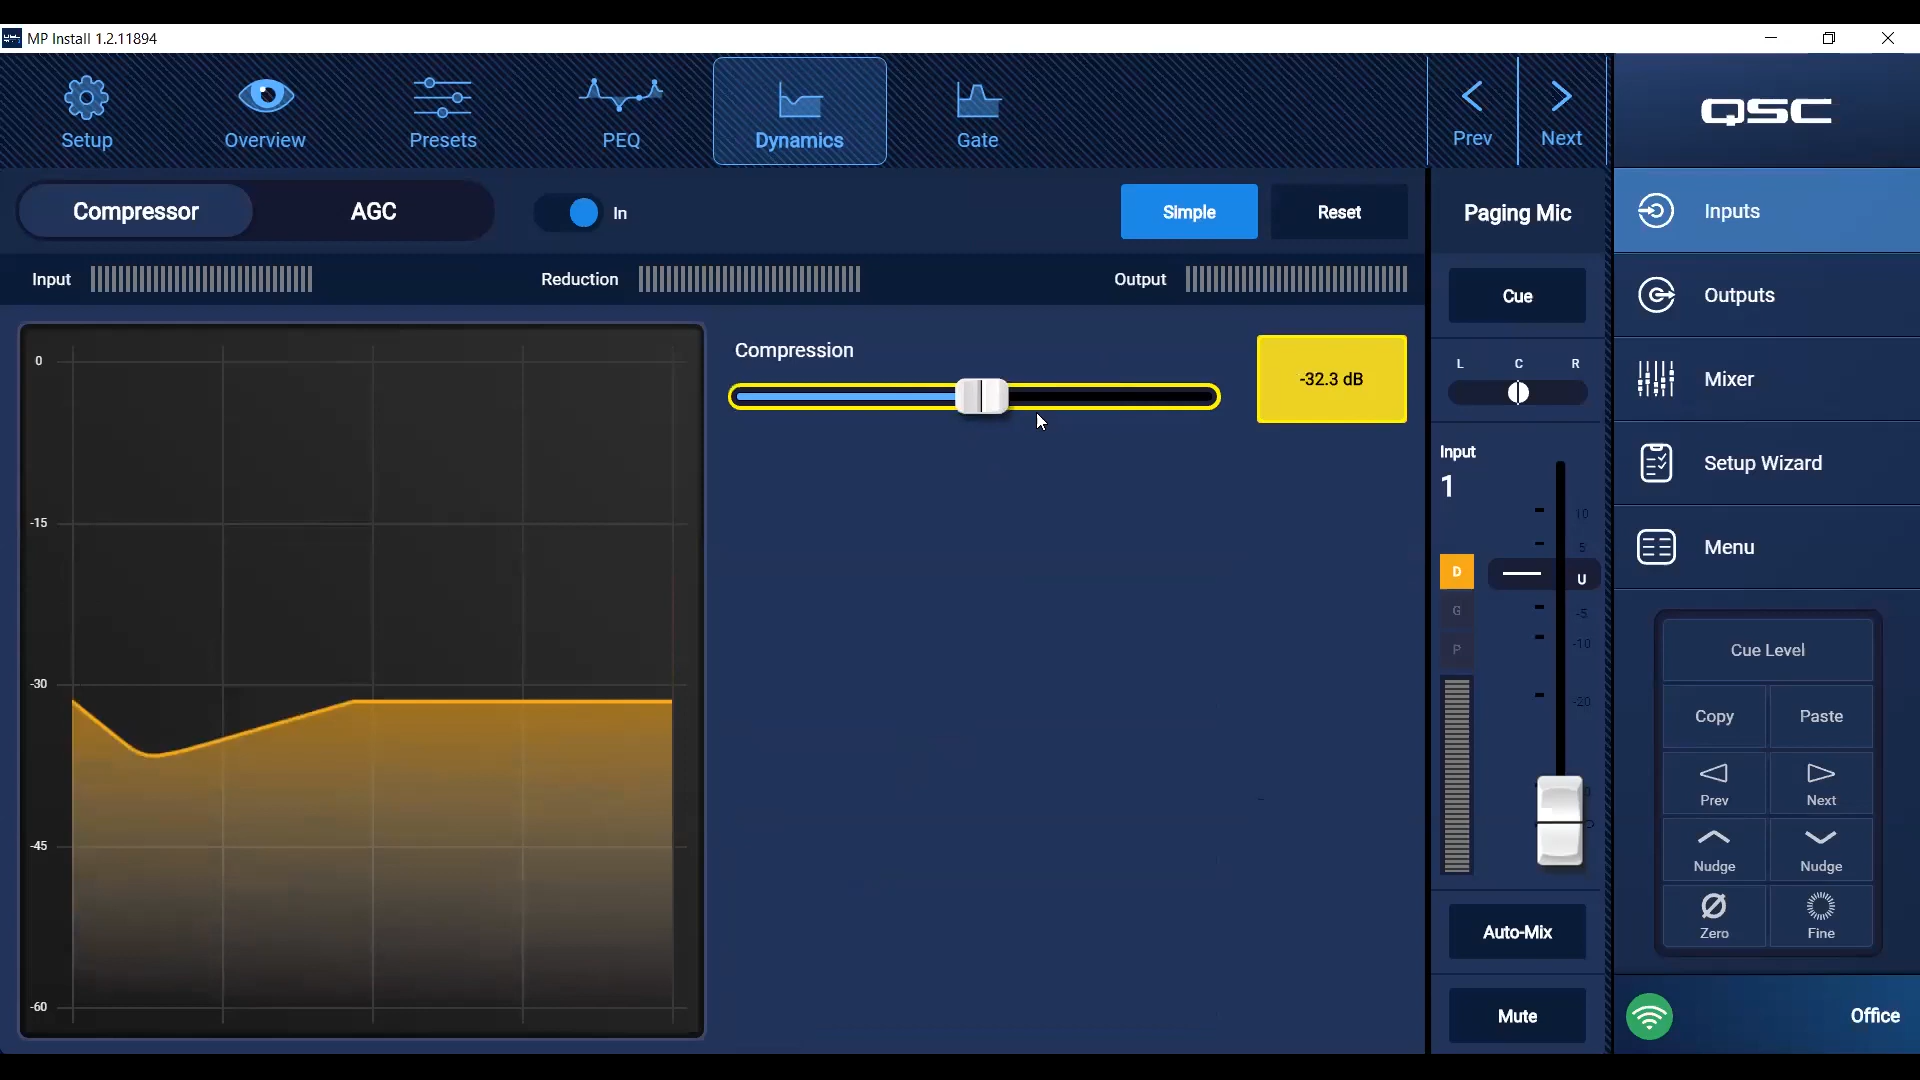 MP Install 1.2.11894
Setup
Overview
Presets
PEQ
Dynamics
Gate
Prev
Next
QSC
Compressor
AGC
In
Simple
Reset
Paging Mic
Inputs
Input
Reduction
Output
Cue
Outputs
0
-15
-30
-45
-60
Compression
-32.3 dB
L C R
Mixer
Input
1
10
5
U
-5
-10
-20
D
G
P
Setup Wizard
Menu
Cue Level
Copy
Paste
Prev
Next
Nudge
Nudge
Zero
Fine
Auto-Mix
Mute
Office